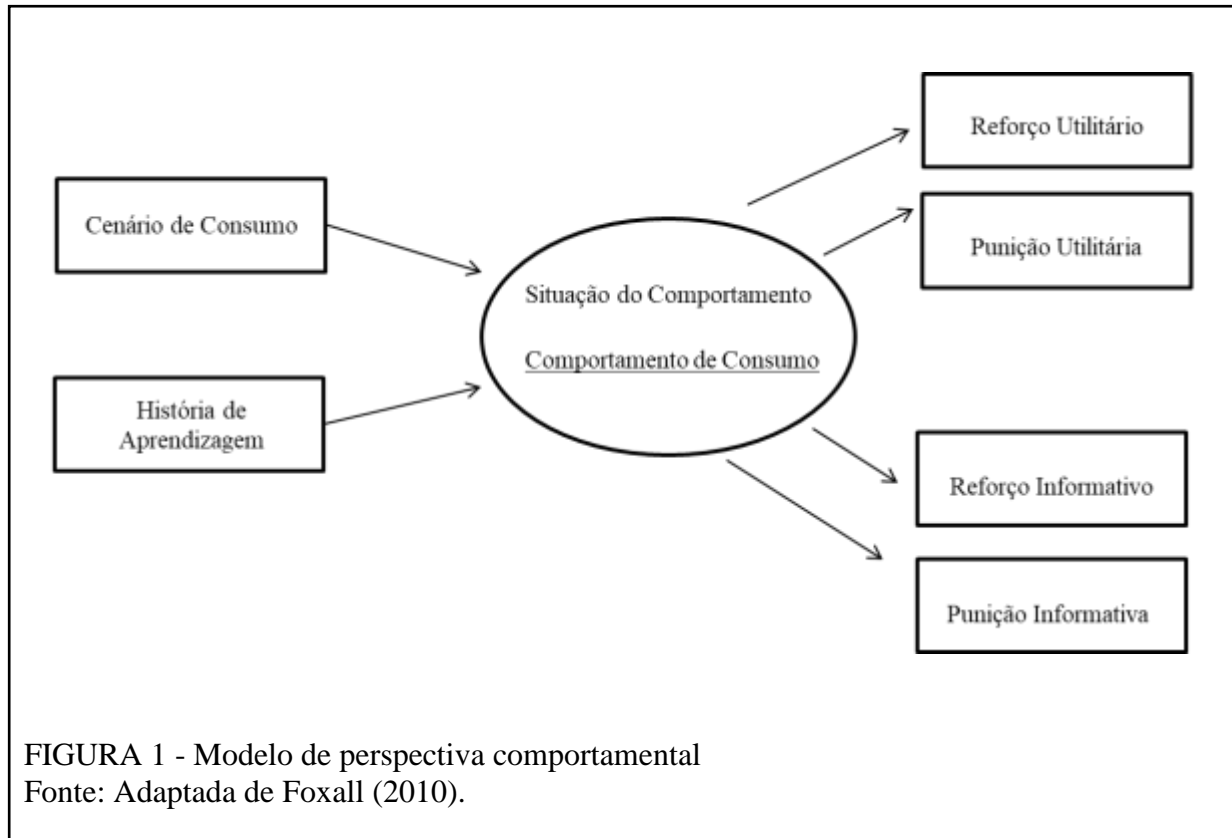 Cenário de Consumo
História de
Aprendizagem
Situação do Comportamento
Comportamento de Consumo
Reforço Utilitário
Punição Utilitária
Reforço Informativo
Punição Informativa
FIGURA 1 - Modelo de perspectiva comportamental
Fonte: Adaptada de Foxall (2010).